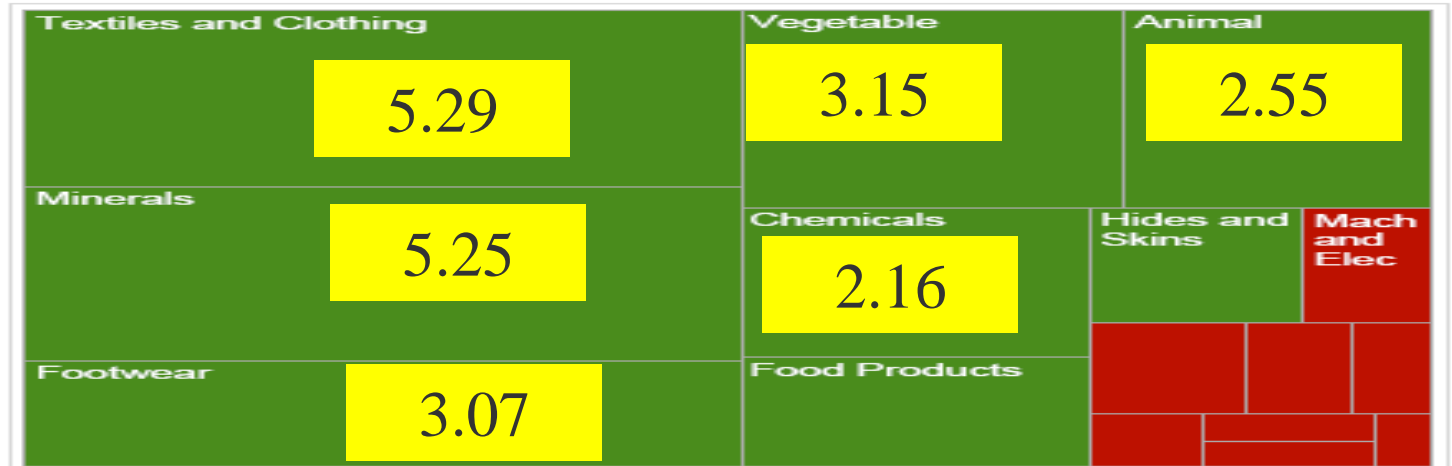 Textiles and Clothing
5.29
Minerals
5.25
Footwear
3.07
Vegetable
3.15
Animal
2.55
Chemicals
2.16
Food Products
Hides and
Skins
Mach
and
Elec